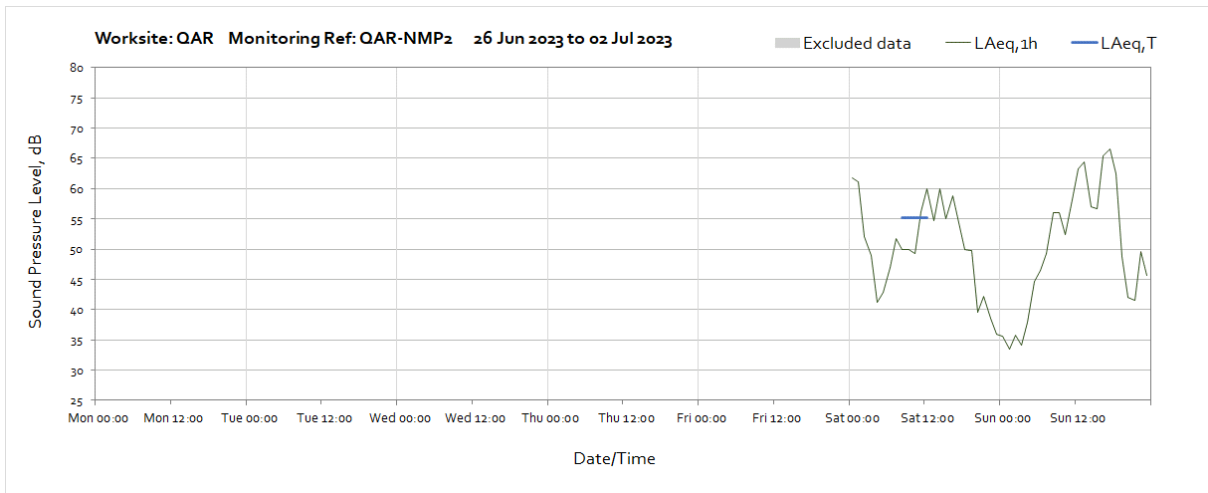 Worksite: QAR Monitoring Ref: QAR-NMP2 26 Jun 2023 to 02 Jul 2023
Excluded data LAeq,1h LAeq,T
80
75
70
65
60
55
50
45
40
35
30
25
Sound Pressure Level, dB
Mon 00:00 Mon 12:00 Tue 00:00 Tue 12:00 Wed 00:00 Wed 12:00 Thu 00:00 Thu 12:00 Fri 00:00 Fri 12:00 Sat 00:00 Sat 12:00 Sun 00:00 Sun 12:00
Date/Time